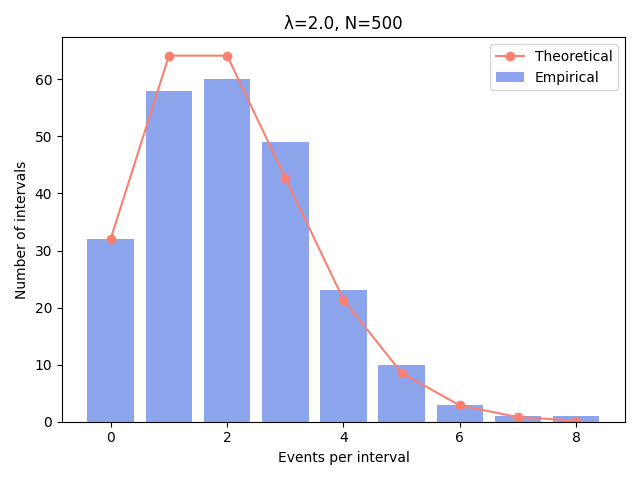 λ=2.0, N=500
Theoretical
Empirical
Number of intervals
60
50
40
30
20
10
0
0 2 4 6 8
Events per interval